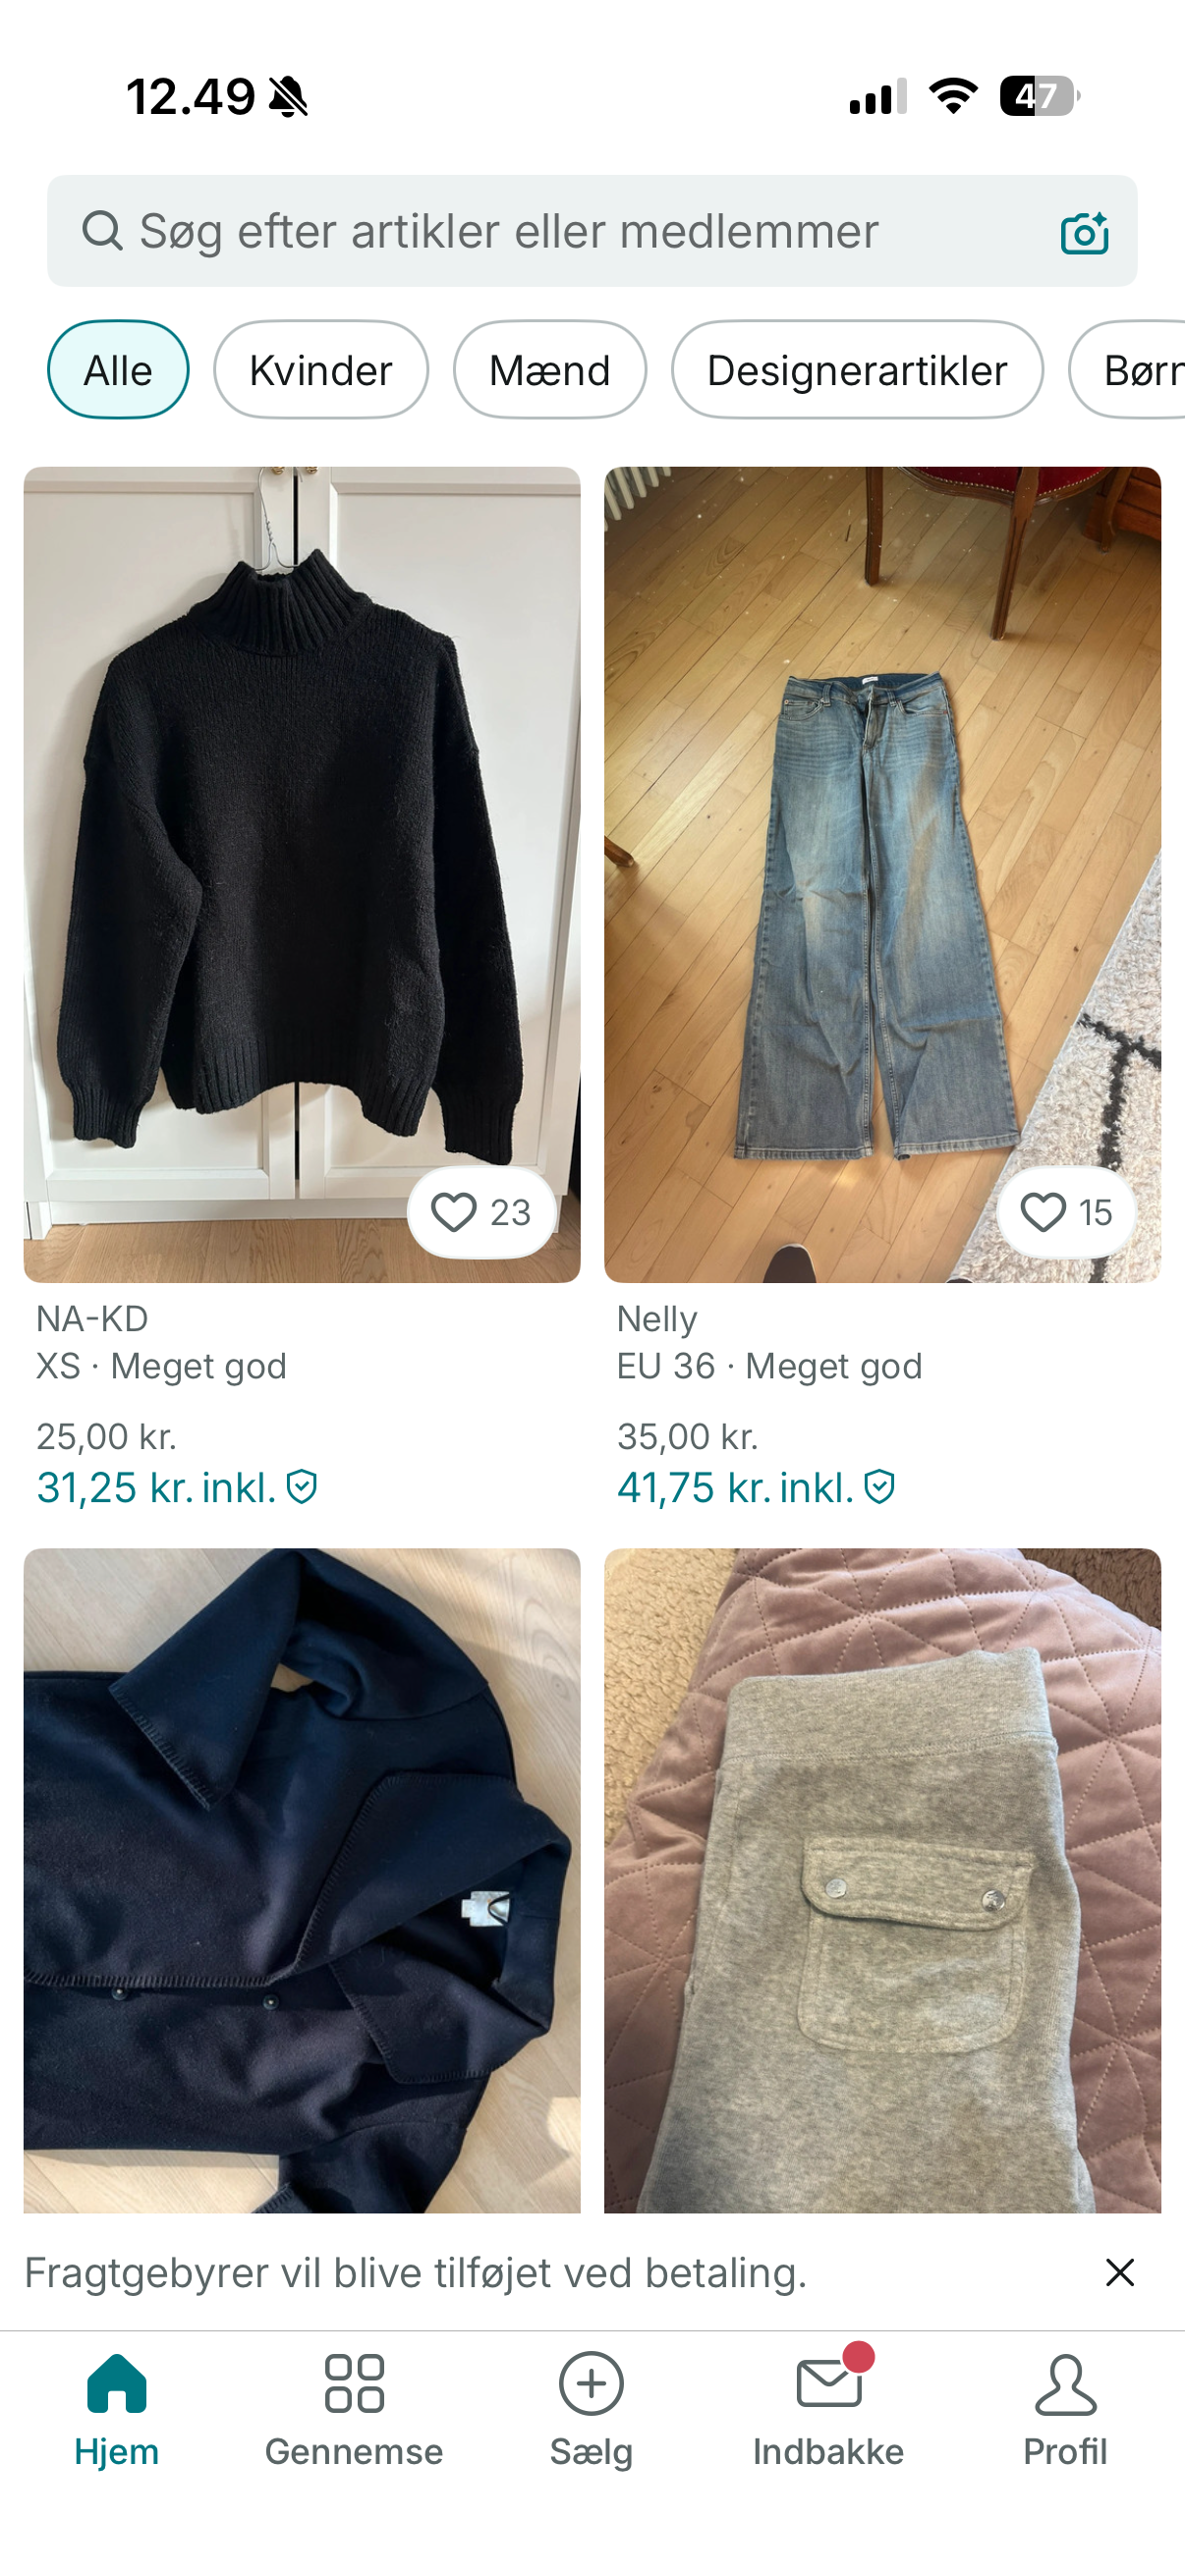 12.49
47
Søg efter artikler eller medlemmer
Alle
Kvinder
Mænd
Designerartikler
Børn
23
15
NA-KD
XS · Meget god
25,00 kr.
31,25 kr. inkl.
Nelly
EU 36 · Meget god
35,00 kr.
41,75 kr. inkl.
Fragtgebyrer vil blive tilføjet ved betaling.
Hjem
Gennemse
Sælg
Indbakke
Profil